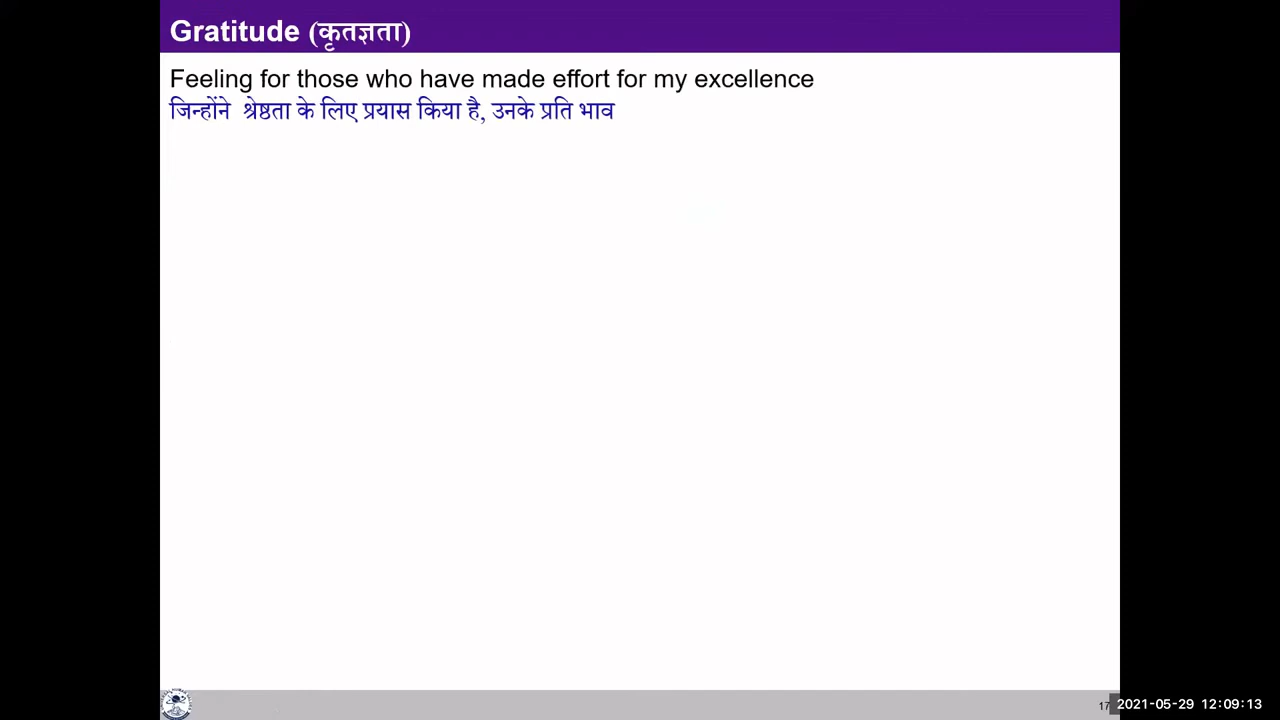 Gratitude (कृतज्ञता)
Feeling for those who have made effort for my excellence
जिन्होंने श्रेष्ठता के लिए प्रयास किया है, उनके प्रति भाव
17
2021-05-29 12:09:13